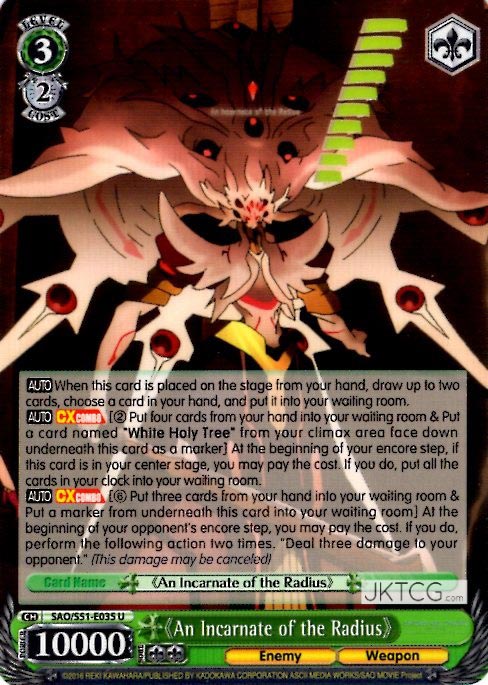 LEVEL
3
2
COST
An Incarnate of the Radius
AUTO When this card is placed on the stage from your hand, draw up to two
cards, choose a card in your hand, and put it into your waiting room.
AUTO CXCOMBO [② Put four cards from your hand into your waiting room & Put
a card named "White Holy Tree" from your climax area face down
underneath this card as a marker] At the beginning of your encore step, if
this card is in your center stage, you may pay the cost. If you do, put all the
cards in your clock into your waiting room.
AUTO CXCOMBO [⑥ Put three cards from your hand into your waiting room &
Put a marker from underneath this card into your waiting room] At the
beginning of your opponent's encore step, you may pay the cost. If you do,
perform the following action two times. "Deal three damage to your
opponent." (This damage may be canceled)
Card Name 《An Incarnate of the Radius》
JKTCG.com
CH SAO/S51-E035 U
POWER 10000 SOUL 《An Incarnate of the Radius》
Enemy Weapon
©2016 REKI KAWAHARA/PUBLISHED BY KADOKAWA CORPORATION ASCII MEDIA WORKS/SAO MOVIE Project